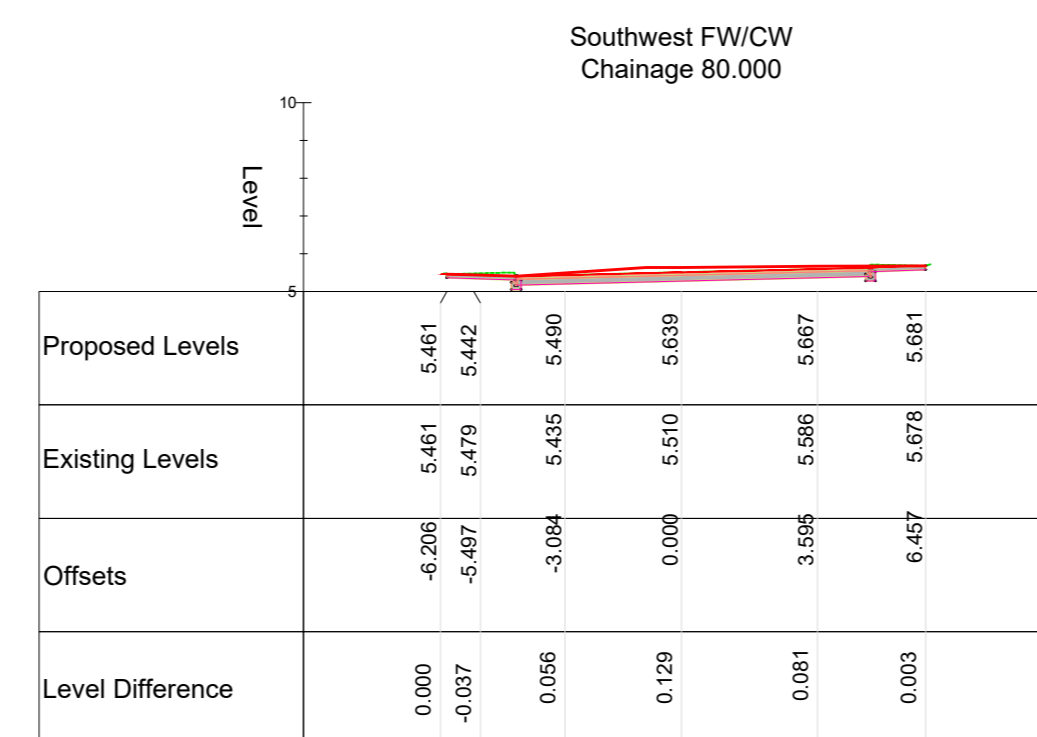 Southwest FW/CW
Chainage 80.000
10
Level
5
Proposed Levels 5.461 5.442 5.490 5.639 5.667 5.681
Existing Levels 5.461 5.479 5.435 5.510 5.586 5.678
Offsets -6.206 -5.497 -3.084 0.000 3.595 6.457
Level Difference 0.000 -0.037 0.056 0.129 0.081 0.003